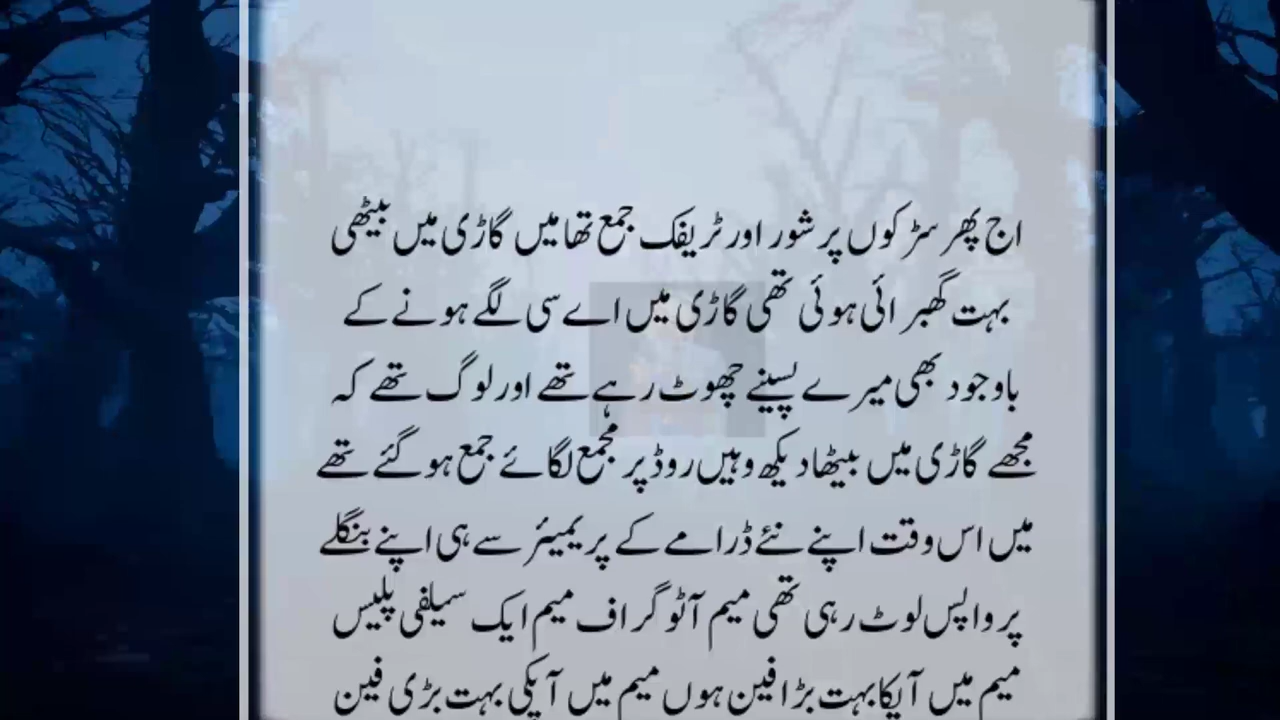 اج پھر سڑکوں پر شور اور ٹریفک جمع تھا میں گاڑی میں بیٹھی
بہت گھبرائی ہوئی تھی گاڑی میں اے سی لگے ہونے کے
باوجود بھی میرے پسینے چھوٹ رہے تھے اور لوگ تھے کہ
مجھے گاڑی میں بیٹھا دیکھ وہیں روڈ پر مجمع لگائے جمع ہو گئے تھے
میں اس وقت اپنے نئے ڈرامے کے پریمیئر سے ہی اپنے بنگلے
پر واپس لوٹ رہی تھی میم آٹو گراف میم ایک سیلفی پلیس
میم میں آپکا بہت بڑا فین ہوں میم میں آپکی بہت بڑی فین